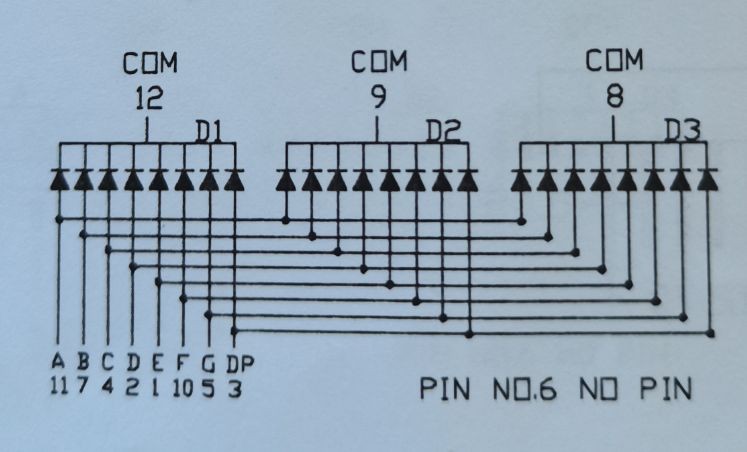 COM COM COM
12 9 8
D1 D2 D3
A B C D E F G DP
11 7 4 2 1 10 5 3
PIN NO.6 NO PIN